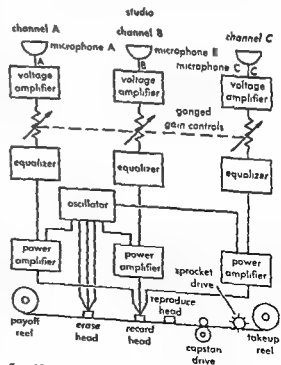 studio
channel A
channel B
channel C
microphone A
microphone E
microphone C
A
B
C
voltage amplifier
voltage amplifier
voltage amplifier
ganged gain controls
equalizer
equalizer
equalizer
oscillator
power amplifier
power amplifier
power amplifier
sprocket drive
reproduce head
payoff reel
erase head
record head
capstan drive
takeup reel